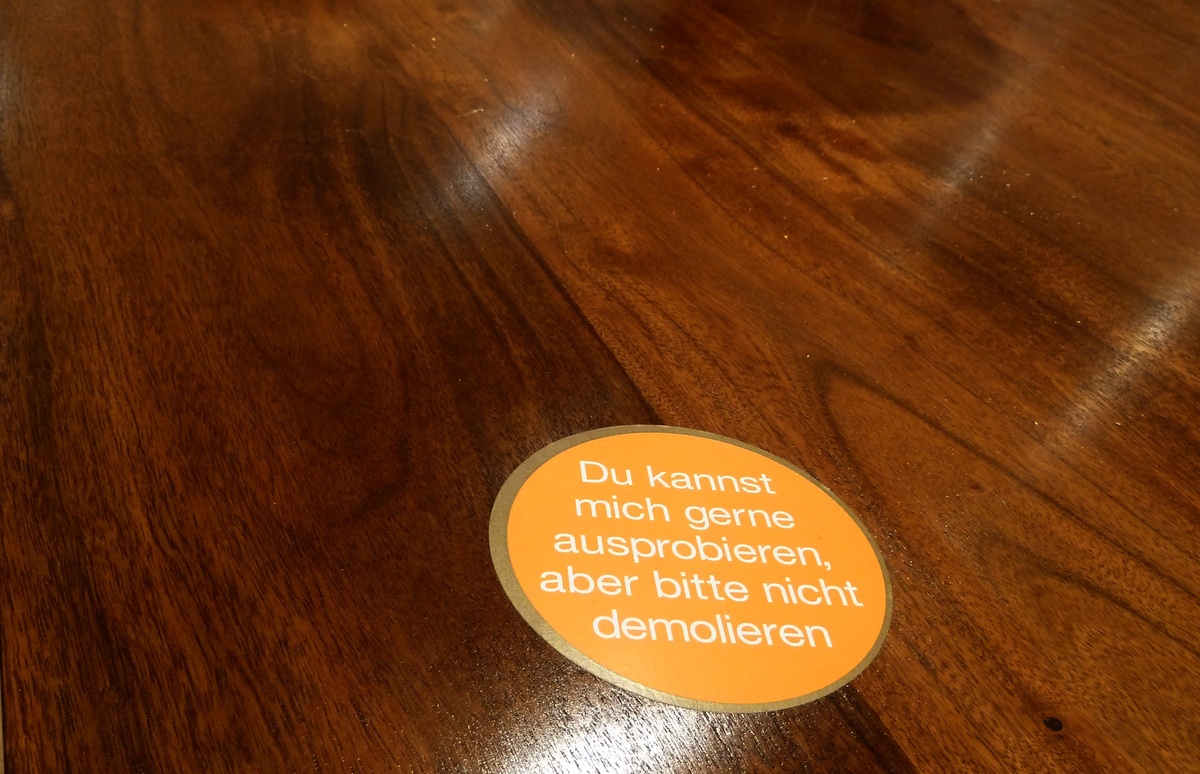 Du kannst
mich gerne
ausprobieren,
aber bitte nicht
demolieren